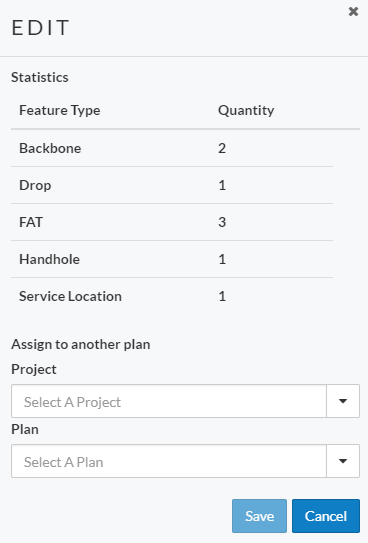 EDIT
Statistics
Feature Type Quantity
Backbone 2
Drop 1
FAT 3
Handhole 1
Service Location 1
Assign to another plan
Project
Select A Project
Plan
Select A Plan
Save Cancel